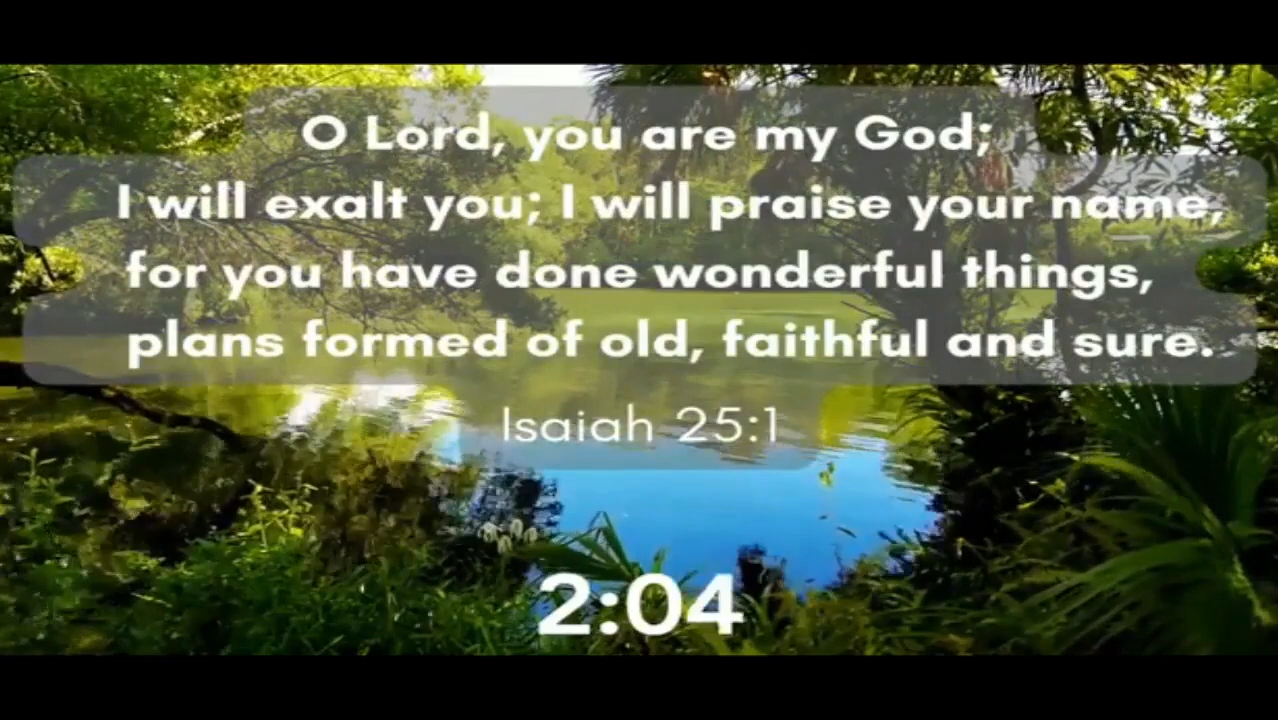 O Lord, you are my God;
I will exalt you; I will praise your name,
for you have done wonderful things,
plans formed of old, faithful and sure.
Isaiah 25:1
2:04